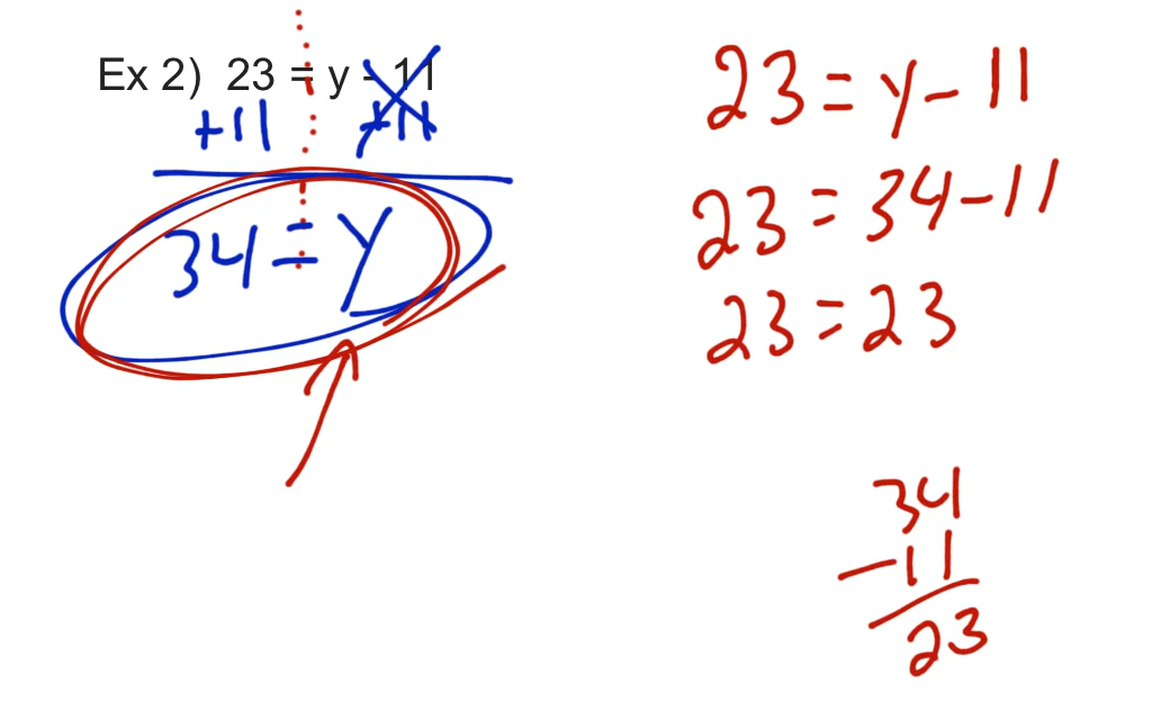 Ex 2) 23 = y - 11
+11 +11
34 = y
23 = y - 11
23 = 34 - 11
23 = 23
34
- 11
23